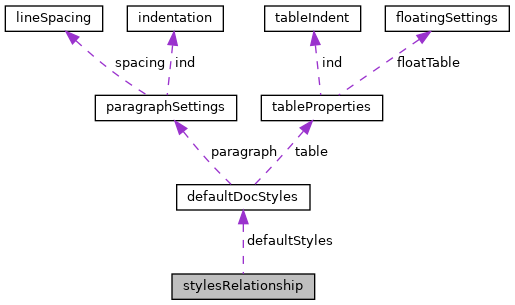 lineSpacing indentation tableIndent floatingSettings
spacing ind ind floatTable
paragraphSettings tableProperties
paragraph table
defaultDocStyles
defaultStyles
stylesRelationship